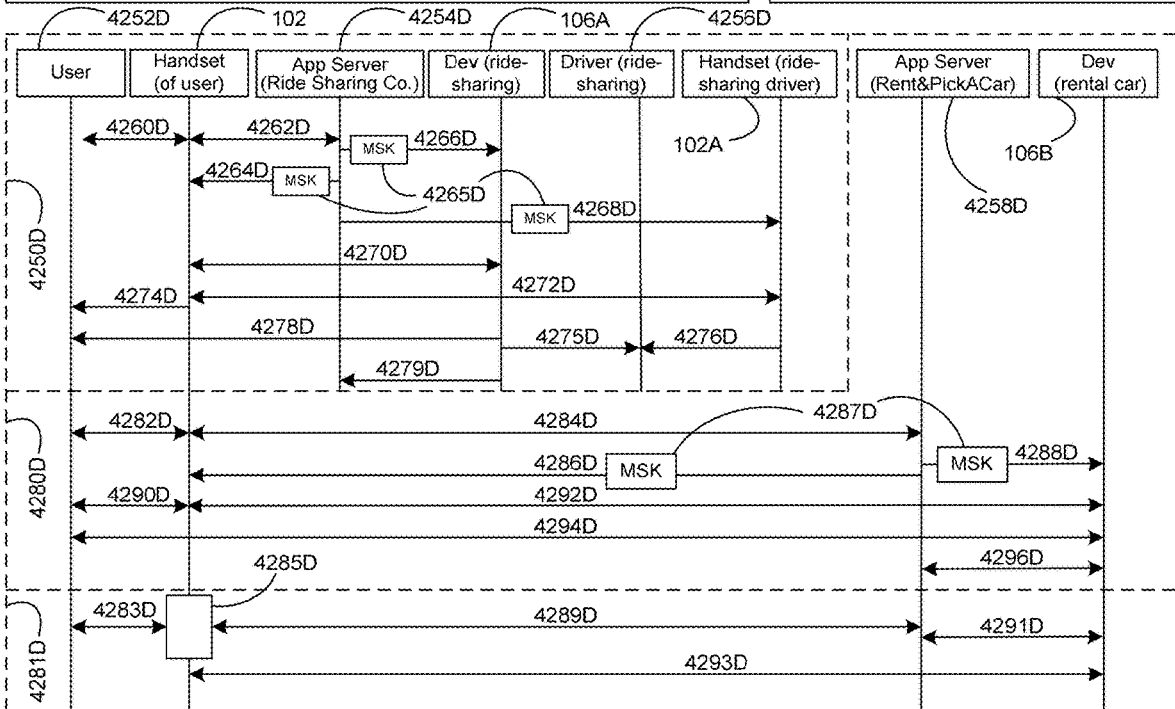 4252D 102 4254D 106A 4256D
User
Handset
(of user)
App Server
(Ride Sharing Co.)
Dev (ride-
sharing)
Driver (ride-
sharing)
Handset (ride-
sharing driver)
App Server
(Rent&PickACar)
Dev
(rental car)
4260D 4262D MSK 4266D
102A
106B
4264D MSK
4265D
4258D
MSK 4268D
4250D
4270D
4272D
4274D
4278D 4275D 4276D
4279D
4287D
4282D 4284D
4280D
4286D MSK MSK 4288D
4290D 4292D
4294D
4285D 4296D
4283D 4289D 4291D
4281D
4293D